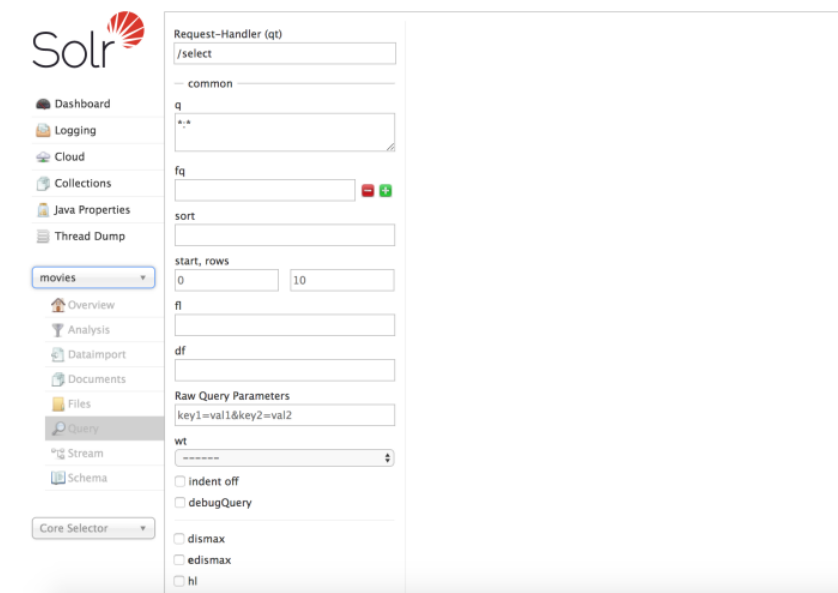 Solr
Dashboard
Logging
Cloud
Collections
Java Properties
Thread Dump
movies
Overview
Analysis
Dataimport
Documents
Files
Query
Stream
Schema
Core Selector
Request-Handler (qt)
/select
common
q
*:*
fq
sort
start, rows
0 10
fl
df
Raw Query Parameters
key1=val1&key2=val2
wt
------
indent off
debugQuery
dismax
edismax
hl